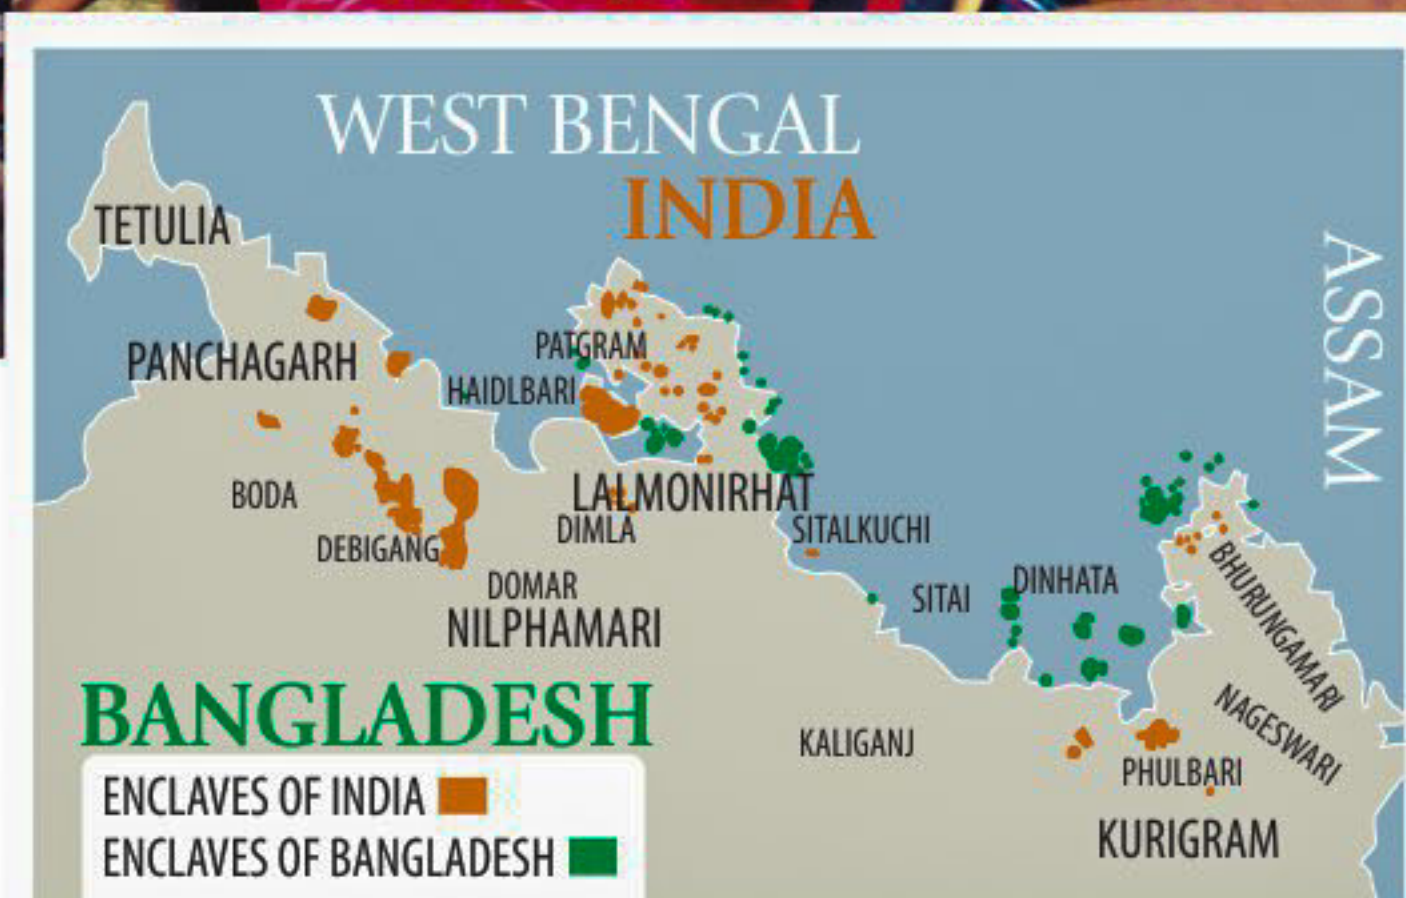 WEST BENGAL
INDIA
ASSAM
TETULIA
PANCHAGARH
PATGRAM
HAIDLBARI
BODA
LALMONIRHAT
DIMLA
SITALKUCHI
DEBIGANG
DOMAR
SITAI
DINHATA
BHURUNGAMARI
NILPHAMARI
NAGESWARI
BANGLADESH
KALIGANJ
PHULBARI
KURIGRAM
ENCLAVES OF INDIA
ENCLAVES OF BANGLADESH